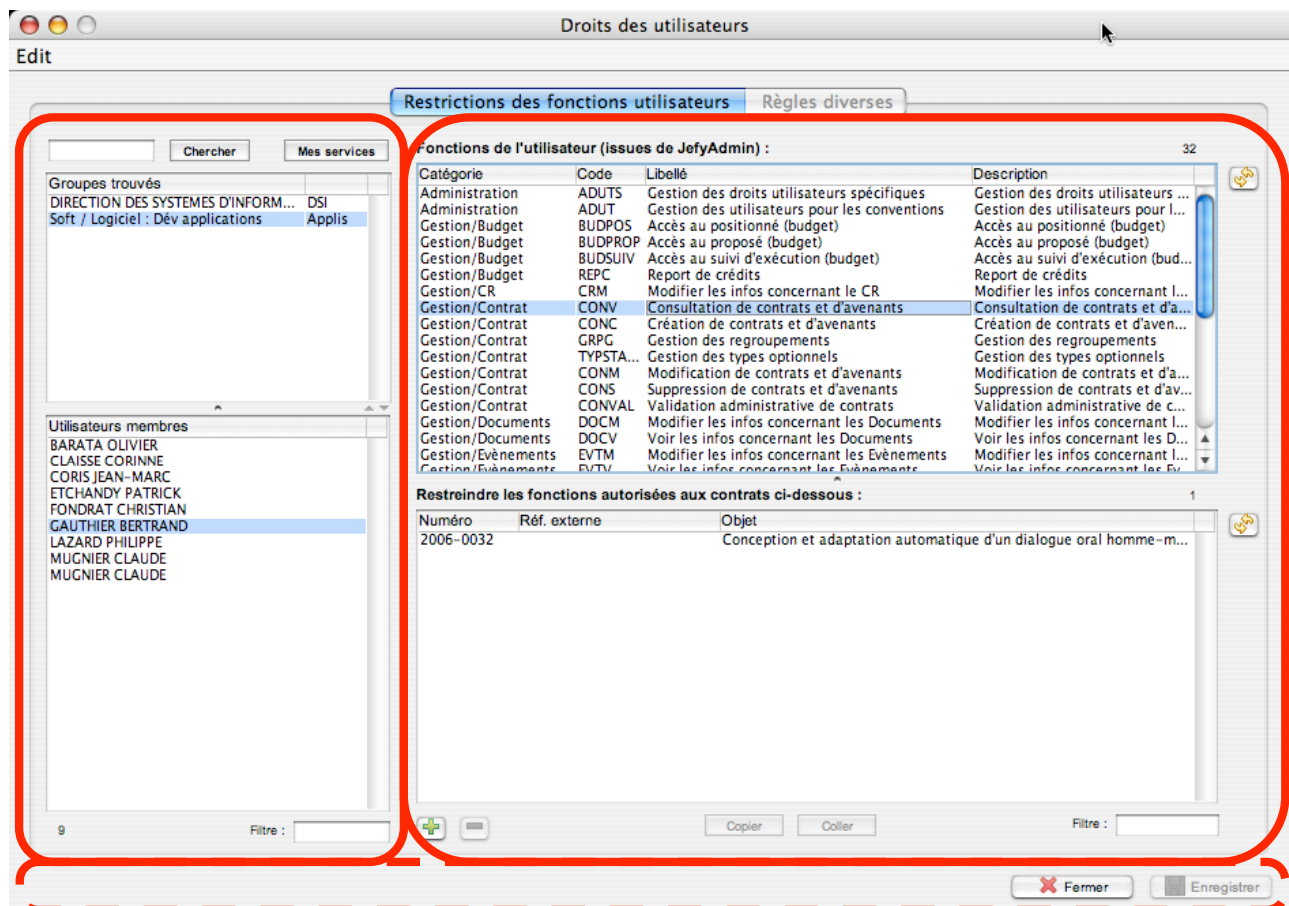 Droits des utilisateurs
Edit
Restrictions des fonctions utilisateurs Règles diverses
Chercher Mes services
Groupes trouvés
DIRECTION DES SYSTEMES D'INFORM... DSI
Soft / Logiciel : Dév applications Applis
Utilisateurs membres
BARATA OLIVIER
CLAISSE CORINNE
CORIS JEAN-MARC
ETCHANDY PATRICK
FONDRAT CHRISTIAN
GAUTHIER BERTRAND
LAZARD PHILIPPE
MUGNIER CLAUDE
MUGNIER CLAUDE
9 Filtre :
Fonctions de l'utilisateur (issues de JefyAdmin) : 32
Catégorie Code Libellé Description
Administration ADUTS Gestion des droits utilisateurs spécifiques Gestion des droits utilisateurs ...
Administration ADUT Gestion des utilisateurs pour les conventions Gestion des utilisateurs pour l...
Gestion/Budget BUDPOS Accès au positionné (budget) Accès au positionné (budget)
Gestion/Budget BUDPROP Accès au proposé (budget) Accès au proposé (budget)
Gestion/Budget BUDSUIV Accès au suivi d'exécution (budget) Accès au suivi d'exécution (bud...
Gestion/Budget REPC Report de crédits Report de crédits
Gestion/CR CRM Modifier les infos concernant le CR Modifier les infos concernant l...
Gestion/Contrat CONV Consultation de contrats et d'avenants Consultation de contrats et d'a...
Gestion/Contrat CONC Création de contrats et d'avenants Création de contrats et d'aven...
Gestion/Contrat GRPG Gestion des regroupements Gestion des regroupements
Gestion/Contrat TYPSTA... Gestion des types optionnels Gestion des types optionnels
Gestion/Contrat CONM Modification de contrats et d'avenants Modification de contrats et d'a...
Gestion/Contrat CONS Suppression de contrats et d'avenants Suppression de contrats et d'av...
Gestion/Contrat CONVAL Validation administrative de contrats Validation administrative de c...
Gestion/Documents DOCM Modifier les infos concernant les Documents Modifier les infos concernant l...
Gestion/Documents DOCV Voir les infos concernant les Documents Voir les infos concernant les D...
Gestion/Evènements EVTM Modifier les infos concernant les Evènements Modifier les infos concernant l...
Gestion/Evènements EVTV Voir les infos concernant les Evènements Voir les infos concernant les Ev...
Restreindre les fonctions autorisées aux contrats ci-dessous : 1
Numéro Réf. externe Objet
2006-0032 Conception et adaptation automatique d'un dialogue oral homme-m...
Copier Coller Filtre :
Fermer Enregistrer